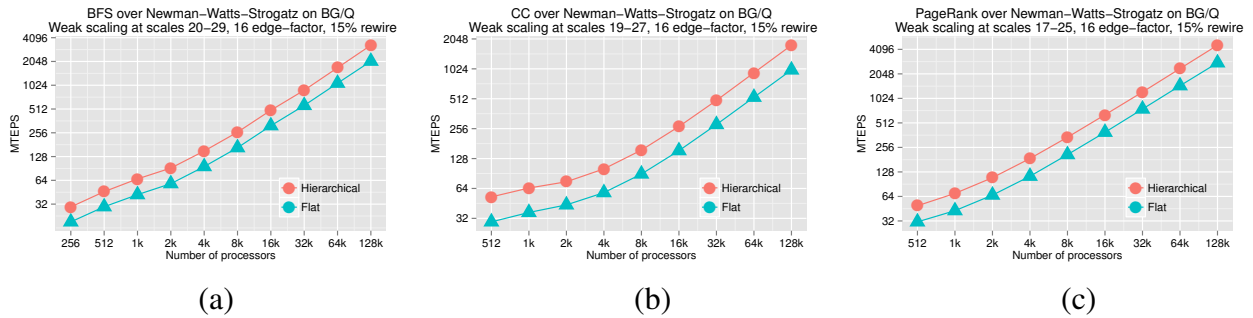 BFS over Newman−Watts−Strogatz on BG/Q
Weak scaling at scales 20−29, 16 edge−factor, 15% rewire
4096
2048
1024
512
256
128
64
32
MTEPS
Hierarchical
Flat
256 512 1k 2k 4k 8k 16k 32k 64k 128k
Number of processors
(a)
CC over Newman−Watts−Strogatz on BG/Q
Weak scaling at scales 19−27, 16 edge−factor, 15% rewire
2048
1024
512
256
128
64
32
MTEPS
Hierarchical
Flat
512 1k 2k 4k 8k 16k 32k 64k 128k
Number of processors
(b)
PageRank over Newman−Watts−Strogatz on BG/Q
Weak scaling at scales 17−25, 16 edge−factor, 15% rewire
4096
2048
1024
512
256
128
64
32
MTEPS
Hierarchical
Flat
512 1k 2k 4k 8k 16k 32k 64k 128k
Number of processors
(c)